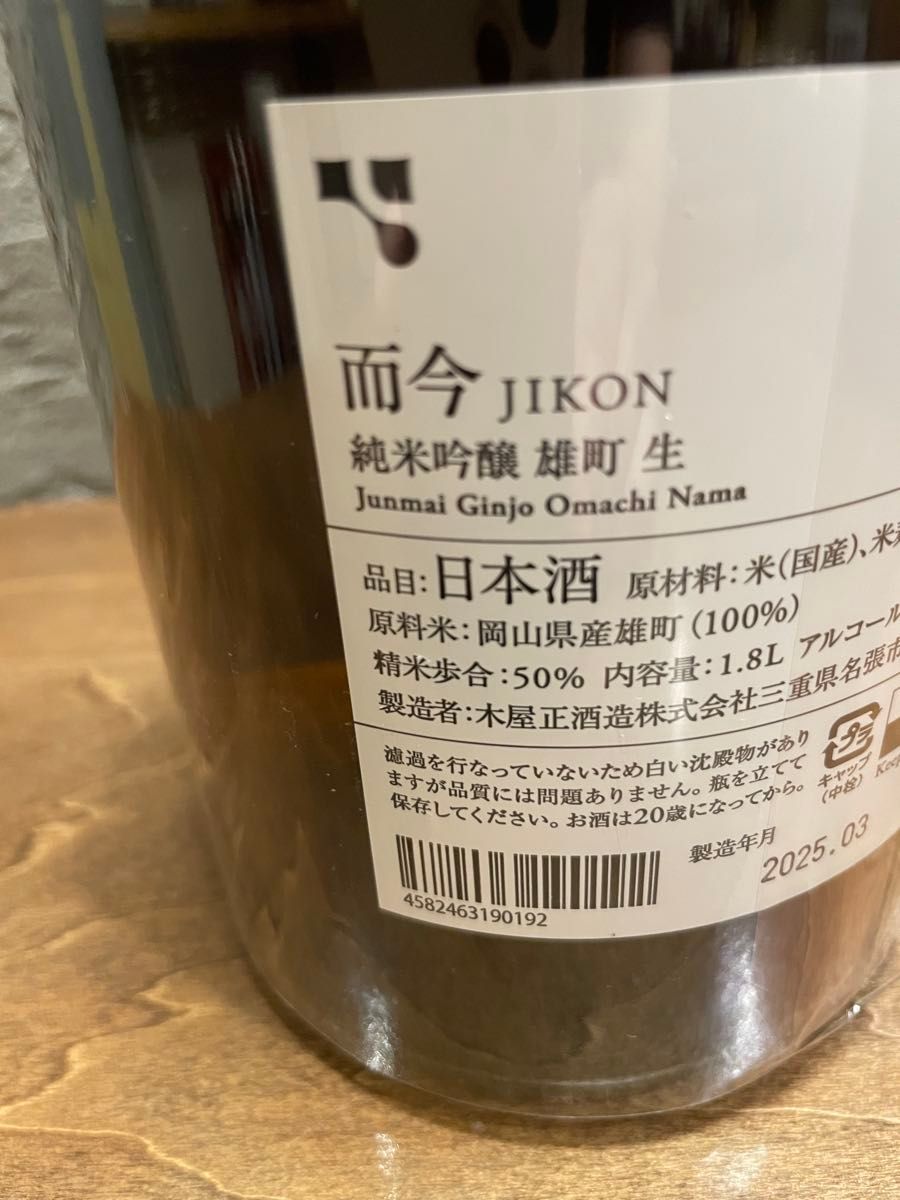 而今 JIKON
純米吟醸 雄町 生
Junmai Ginjo Omachi Nama
品目:日本酒 原材料:米(国産)、米
原料米:岡山県産雄町(100%)
精米歩合:50% 内容量:1.8L アルコール
製造者:木屋正酒造株式会社三重県名張市
濾過を行なっていないため白い沈殿物があり
ますが品質には問題ありません。瓶を立てて
保存してください。お酒は20歳になってから。
プラ
キャップ
(中栓)
製造年月
2025.03
4582463190192